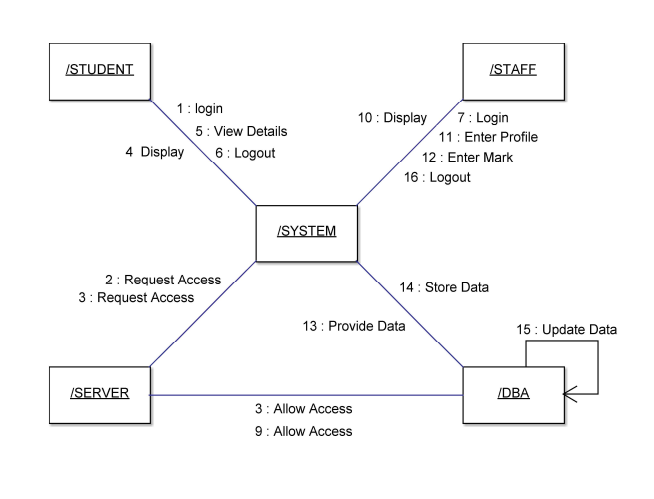 /STUDENT
/STAFF
1 : login
5 : View Details
4 Display
6 : Logout
10 : Display
7 : Login
11 : Enter Profile
12 : Enter Mark
16 : Logout
/SYSTEM
2 : Request Access
3 : Request Access
14 : Store Data
13 : Provide Data
15 : Update Data
/SERVER
/DBA
3 : Allow Access
9 : Allow Access